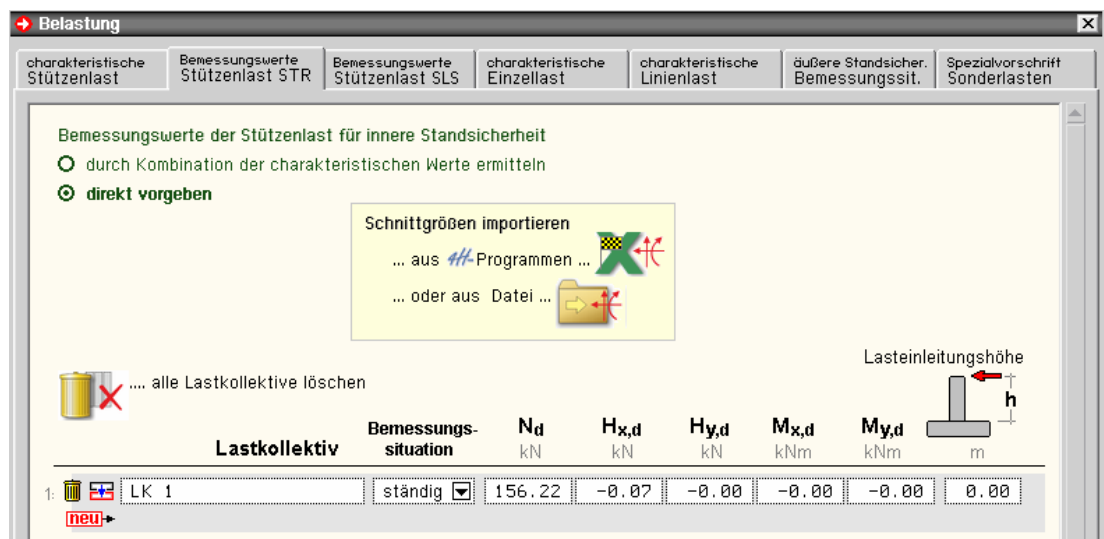 Belastung
charakteristische Stützenlast
Bemessungswerte Stützenlast STR
Bemessungswerte Stützenlast SLS
charakteristische Einzellast
charakteristische Linienlast
äußere Standsicher. Bemessungssit.
Spezialvorschrift Sonderlasten
Bemessungswerte der Stützenlast für innere Standsicherheit
durch Kombination der charakteristischen Werte ermitteln
direkt vorgeben
Schnittgrößen importieren
... aus 4H-Programmen ...
... oder aus Datei ...
Lasteinleitungshöhe
.... alle Lastkollektive löschen
h
Lastkollektiv Bemessungs-situation Nd Hx,d Hy,d Mx,d My,d
kN kN kN kNm kNm m
1: LK 1 ständig 156.22 -0.07 -0.00 -0.00 -0.00 0.00
neu